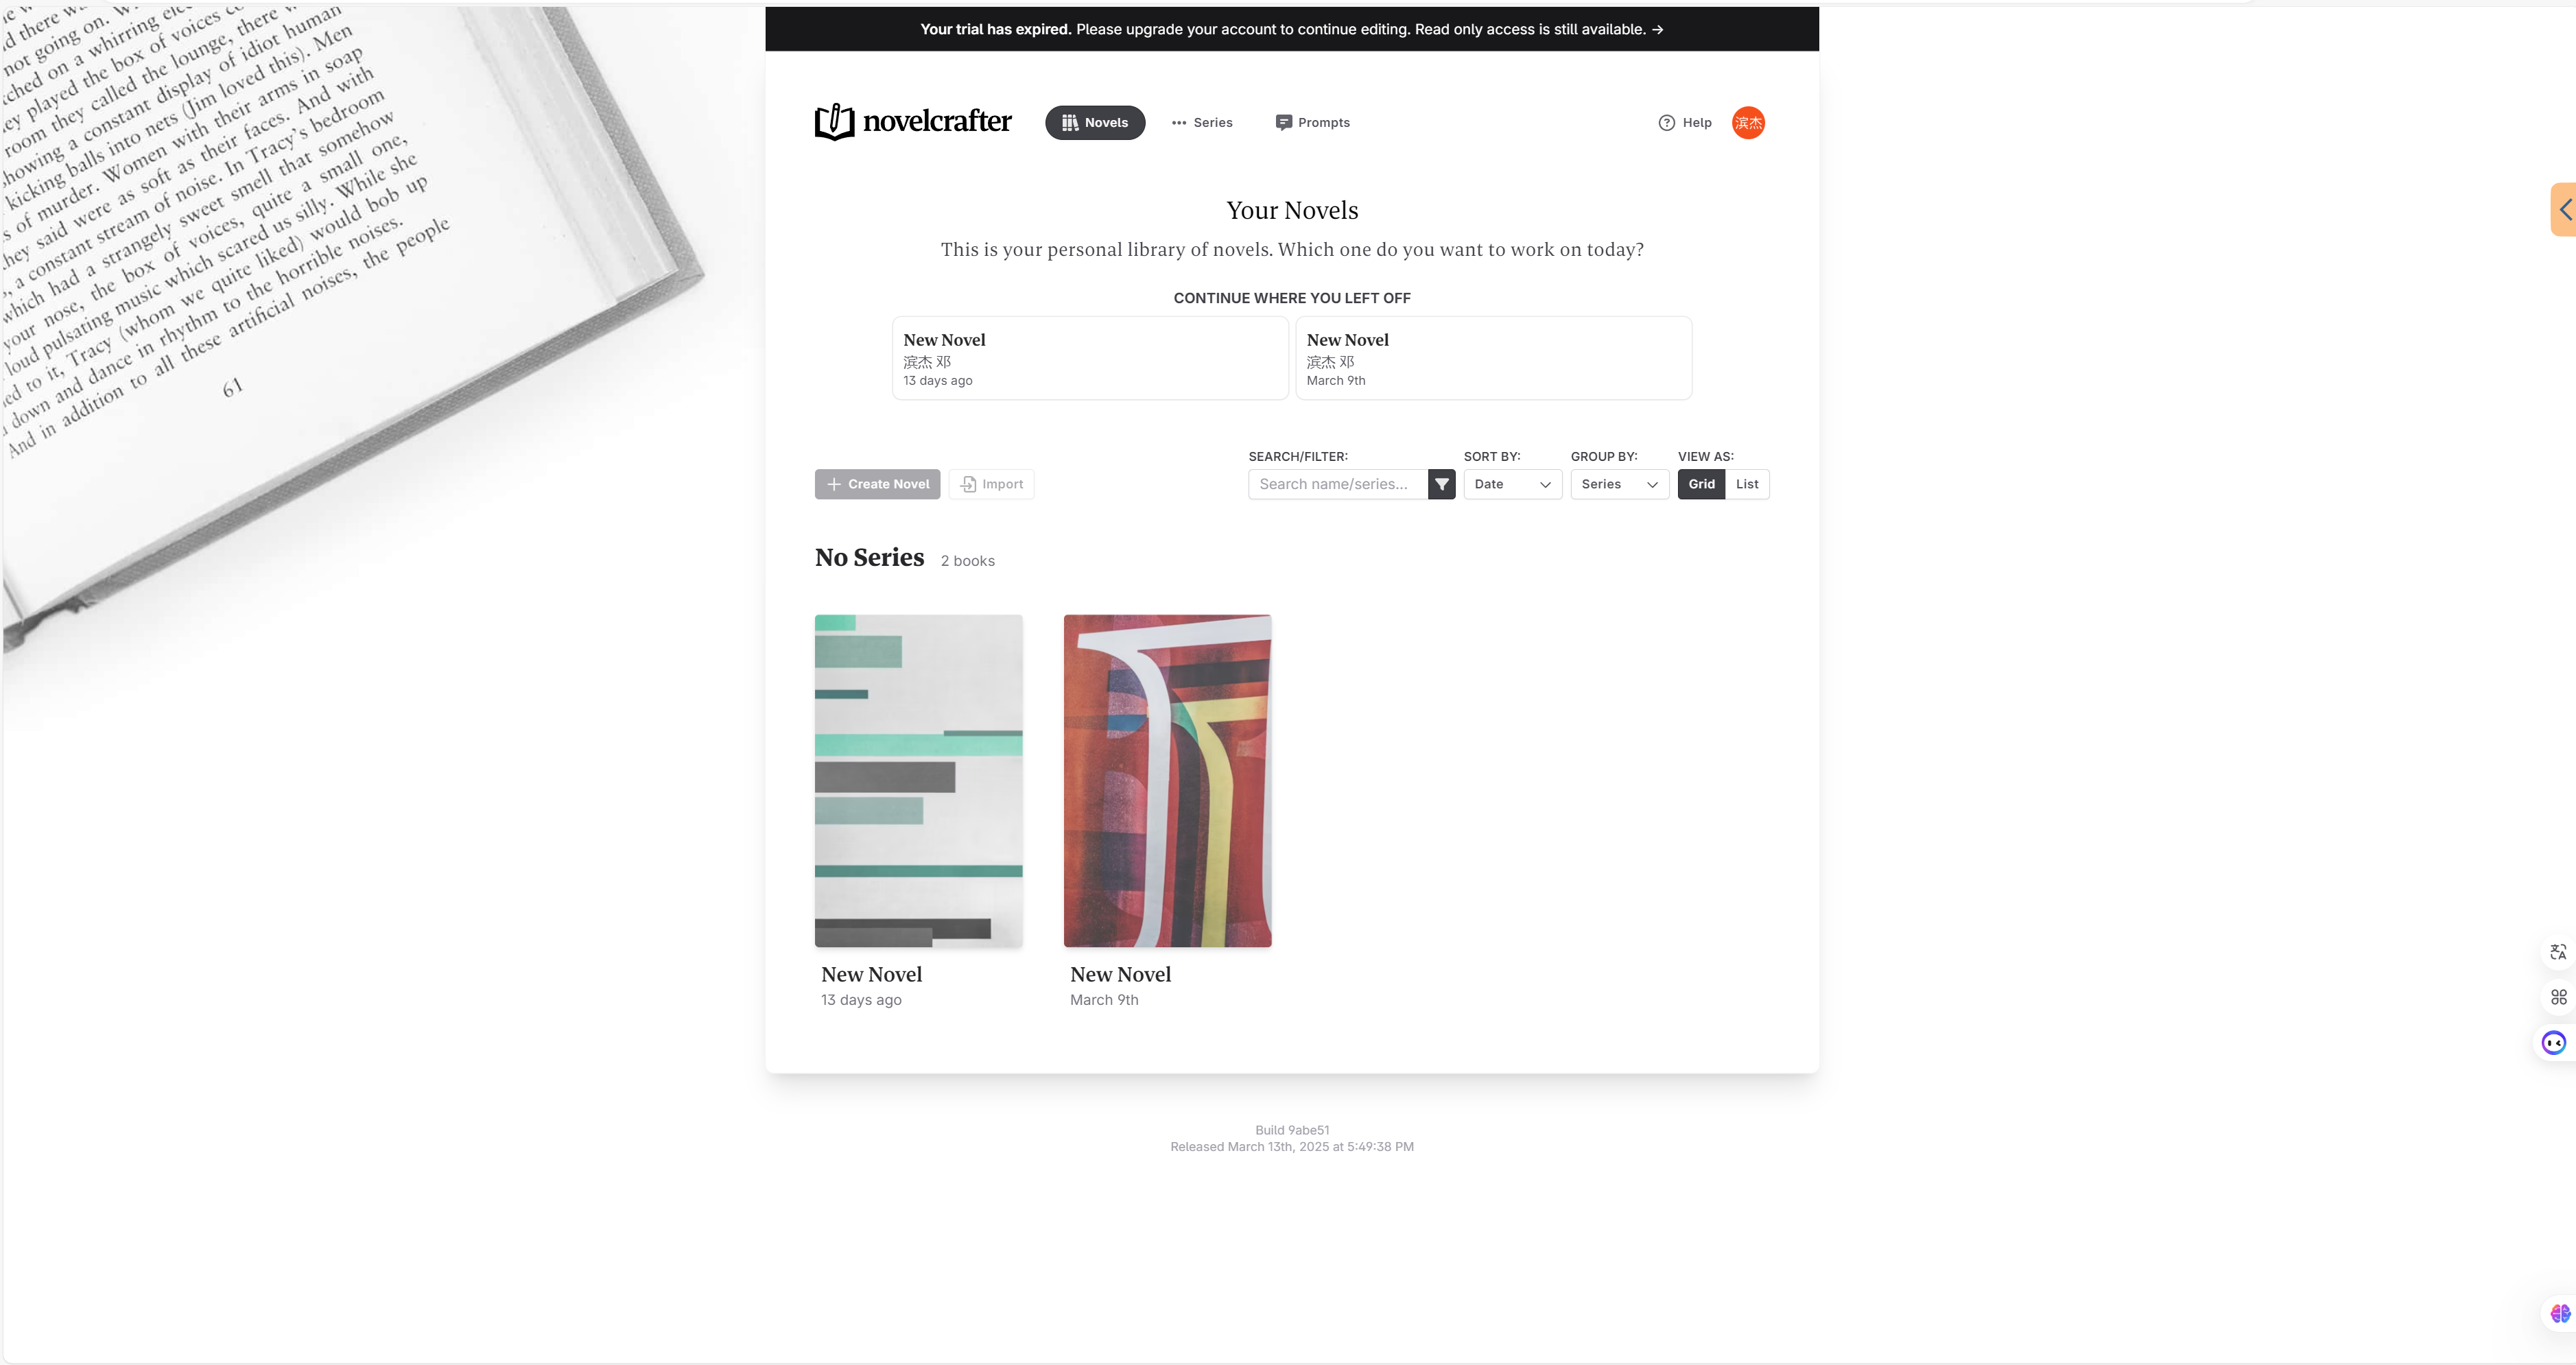 Your trial has expired. Please upgrade your account to continue editing. Read only access is still available. →
novelcrafter
Novels
Series
Prompts
Help
滨杰
not going on.
ched on a whirring
ey played the box of voices
room they called the lounge, there
howing a constant display of idiot human
kicking balls into nets (Jim loved this). Men
s of murder. Women with their arms in soap
hey said were as soft as their faces. And with
, a constant stream of noise. In Tracy's bedroom
which had a strangely sweet smell that somehow
your nose, the box of voices, quite a small one,
loud pulsating music which scared us silly. While she
ed to it, Tracy (whom we quite liked) would bob up
down and dance in rhythm to the horrible noises.
And in addition to all these artificial noises, the people
61
Your Novels
This is your personal library of novels. Which one do you want to work on today?
CONTINUE WHERE YOU LEFT OFF
New Novel
滨杰 邓
13 days ago
New Novel
滨杰 邓
March 9th
Create Novel
Import
SEARCH/FILTER:
Search name/series...
SORT BY:
Date
GROUP BY:
Series
VIEW AS:
Grid
List
No Series
2 books
New Novel
13 days ago
New Novel
March 9th
Build 9abe51
Released March 13th, 2025 at 5:49:38 PM